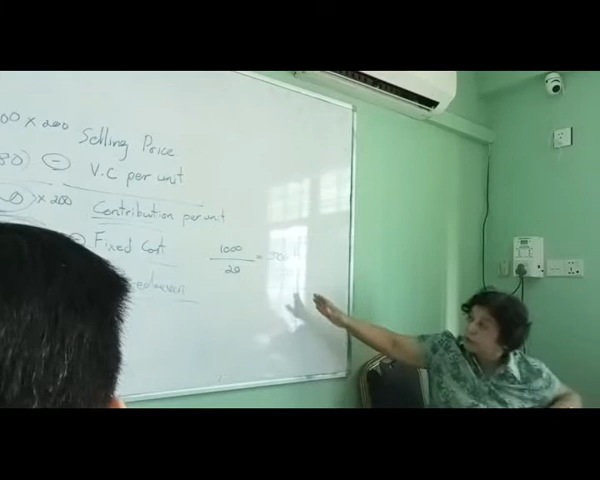 00 x 200 Selling Price
80) − V.C per unit
x 200 Contribution per unit
Fixed Cost
1000
20 =